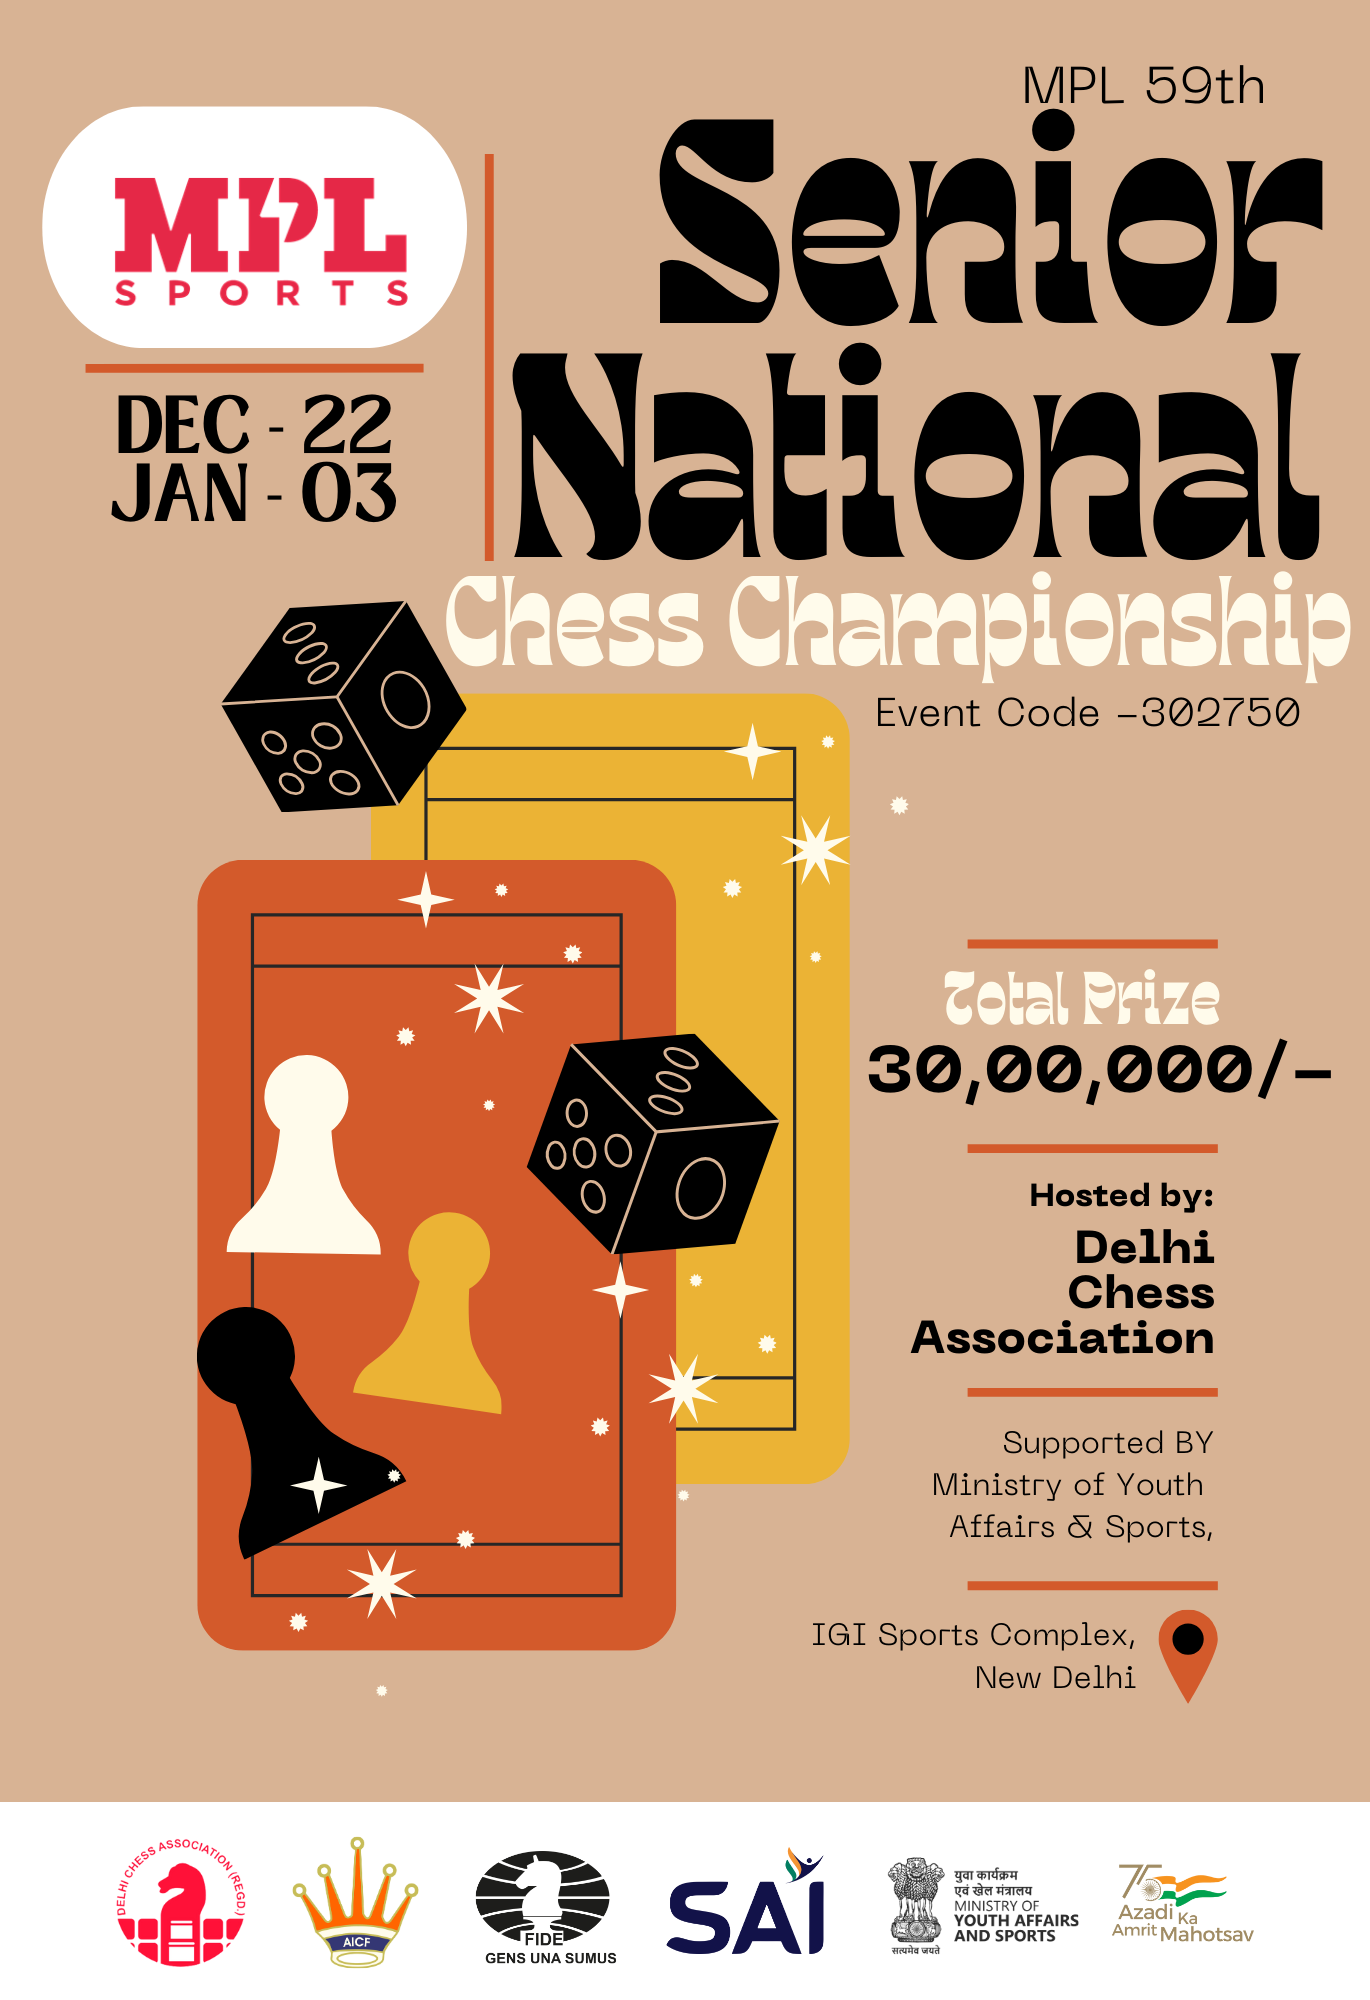 MPL 59th
Senior
National
Chess Championship
Event Code -302750
MPL
SPORTS
DEC - 22
JAN - 03
Total Prize
30,00,000/-
Hosted by:
Delhi
Chess
Association
Supported BY
Ministry of Youth
Affairs & Sports,
IGI Sports Complex,
New Delhi
DELHI CHESS ASSOCIATION (REGD.)
AICF
FIDE
GENS UNA SUMUS
SAI
सत्यमेव जयते
युवा कार्यक्रम
एवं खेल मंत्रालय
MINISTRY OF
YOUTH AFFAIRS
AND SPORTS
75
Azadi Ka
Amrit Mahotsav